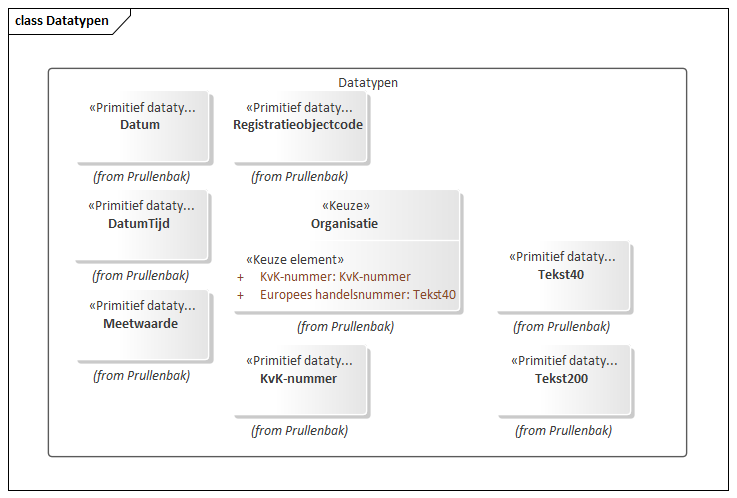 class Datatypen
Datatypen
«Primitief dataty...
Datum
(from Prullenbak)
«Primitief dataty...
Registratieobjectcode
(from Prullenbak)
«Primitief dataty...
DatumTijd
(from Prullenbak)
«Keuze»
Organisatie
«Keuze element»
+ KvK-nummer: KvK-nummer
+ Europees handelsnummer: Tekst40
(from Prullenbak)
«Primitief dataty...
Tekst40
(from Prullenbak)
«Primitief dataty...
Meetwaarde
(from Prullenbak)
«Primitief dataty...
KvK-nummer
(from Prullenbak)
«Primitief dataty...
Tekst200
(from Prullenbak)